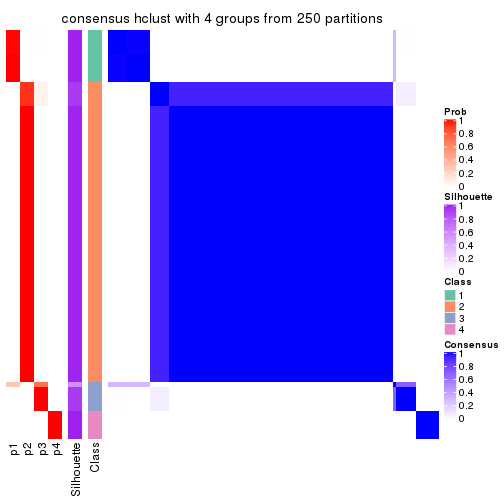 consensus hclust with 4 groups from 250 partitions
Prob
1
0.8
0.6
0.4
0.2
0
Silhouette
1
0.8
0.6
0.4
0.2
0
Class
1
2
3
4
Consensus
1
0.8
0.6
0.4
0.2
0
p1
p2
p3
p4
Silhouette
Class